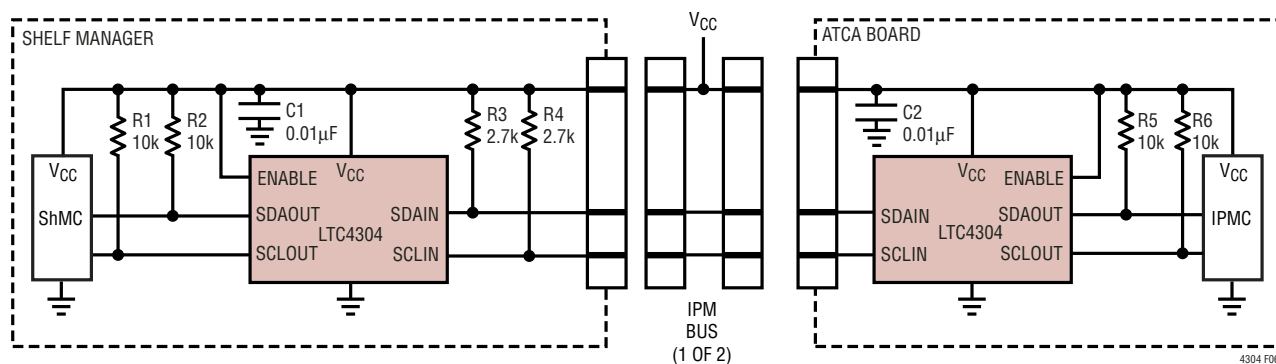 SHELF MANAGER
VCC
ATCA BOARD
R1
10k
R2
10k
C1
0.01µF
R3
2.7k
R4
2.7k
C2
0.01µF
R5
10k
R6
10k
VCC
ShMC
ENABLE
VCC
SDAOUT
SDAIN
LTC4304
SCLOUT
SCLIN
VCC
ENABLE
SDAIN
SDAOUT
LTC4304
SCLIN
SCLOUT
VCC
IPMC
IPM
BUS
(1 OF 2)
4304 F06